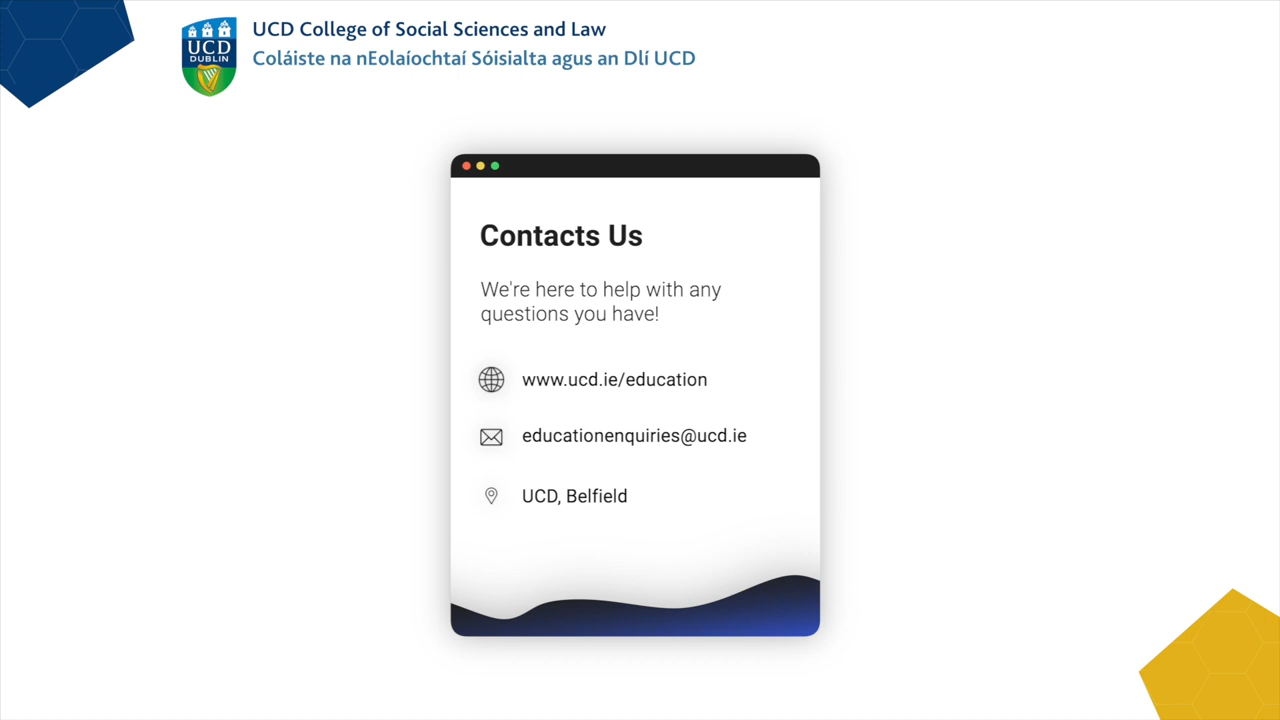 UCD College of Social Sciences and Law
Coláiste na nEolaíochtaí Sóisialta agus an Dlí UCD
UCD
DUBLIN
Contacts Us
We're here to help with any
questions you have!
www.ucd.ie/education
educationenquiries@ucd.ie
UCD, Belfield